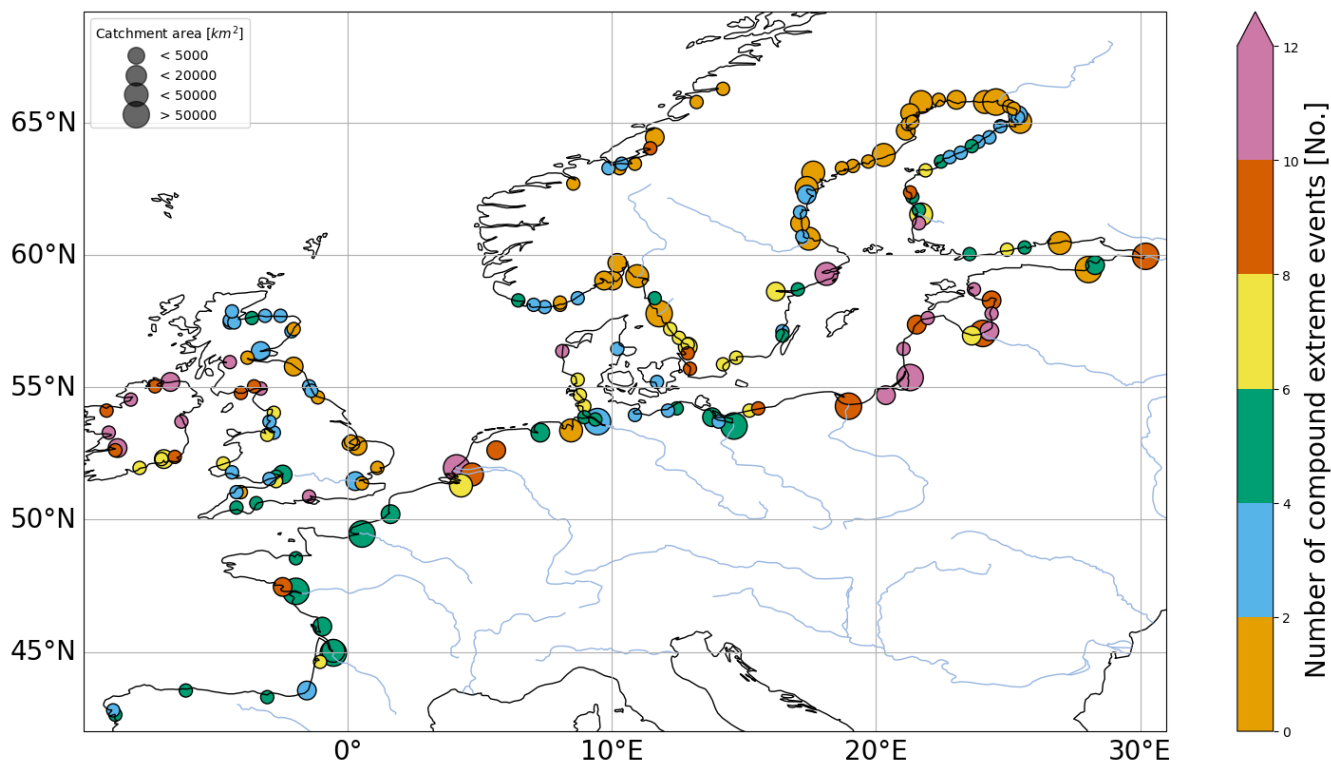 Catchment area [km²]
< 5000
< 20000
< 50000
> 50000
65°N
60°N
55°N
50°N
45°N
0°
10°E
20°E
30°E
12
10
8
6
4
2
0
Number of compound extreme events [No.]